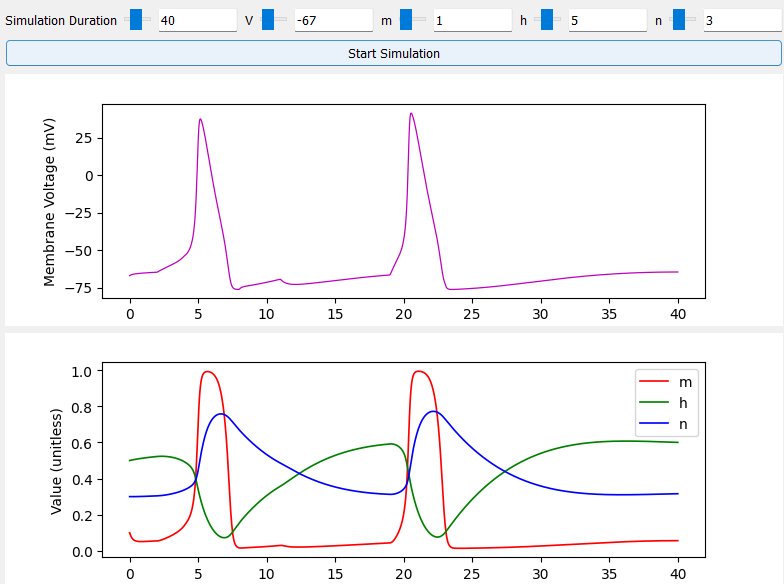 Simulation Duration 40 V -67 m 1 h 5 n 3
Start Simulation
Membrane Voltage (mV)
25
0
−25
−50
−75
0 5 10 15 20 25 30 35 40
Value (unitless)
1.0
0.8
0.6
0.4
0.2
0.0
m
h
n
0 5 10 15 20 25 30 35 40